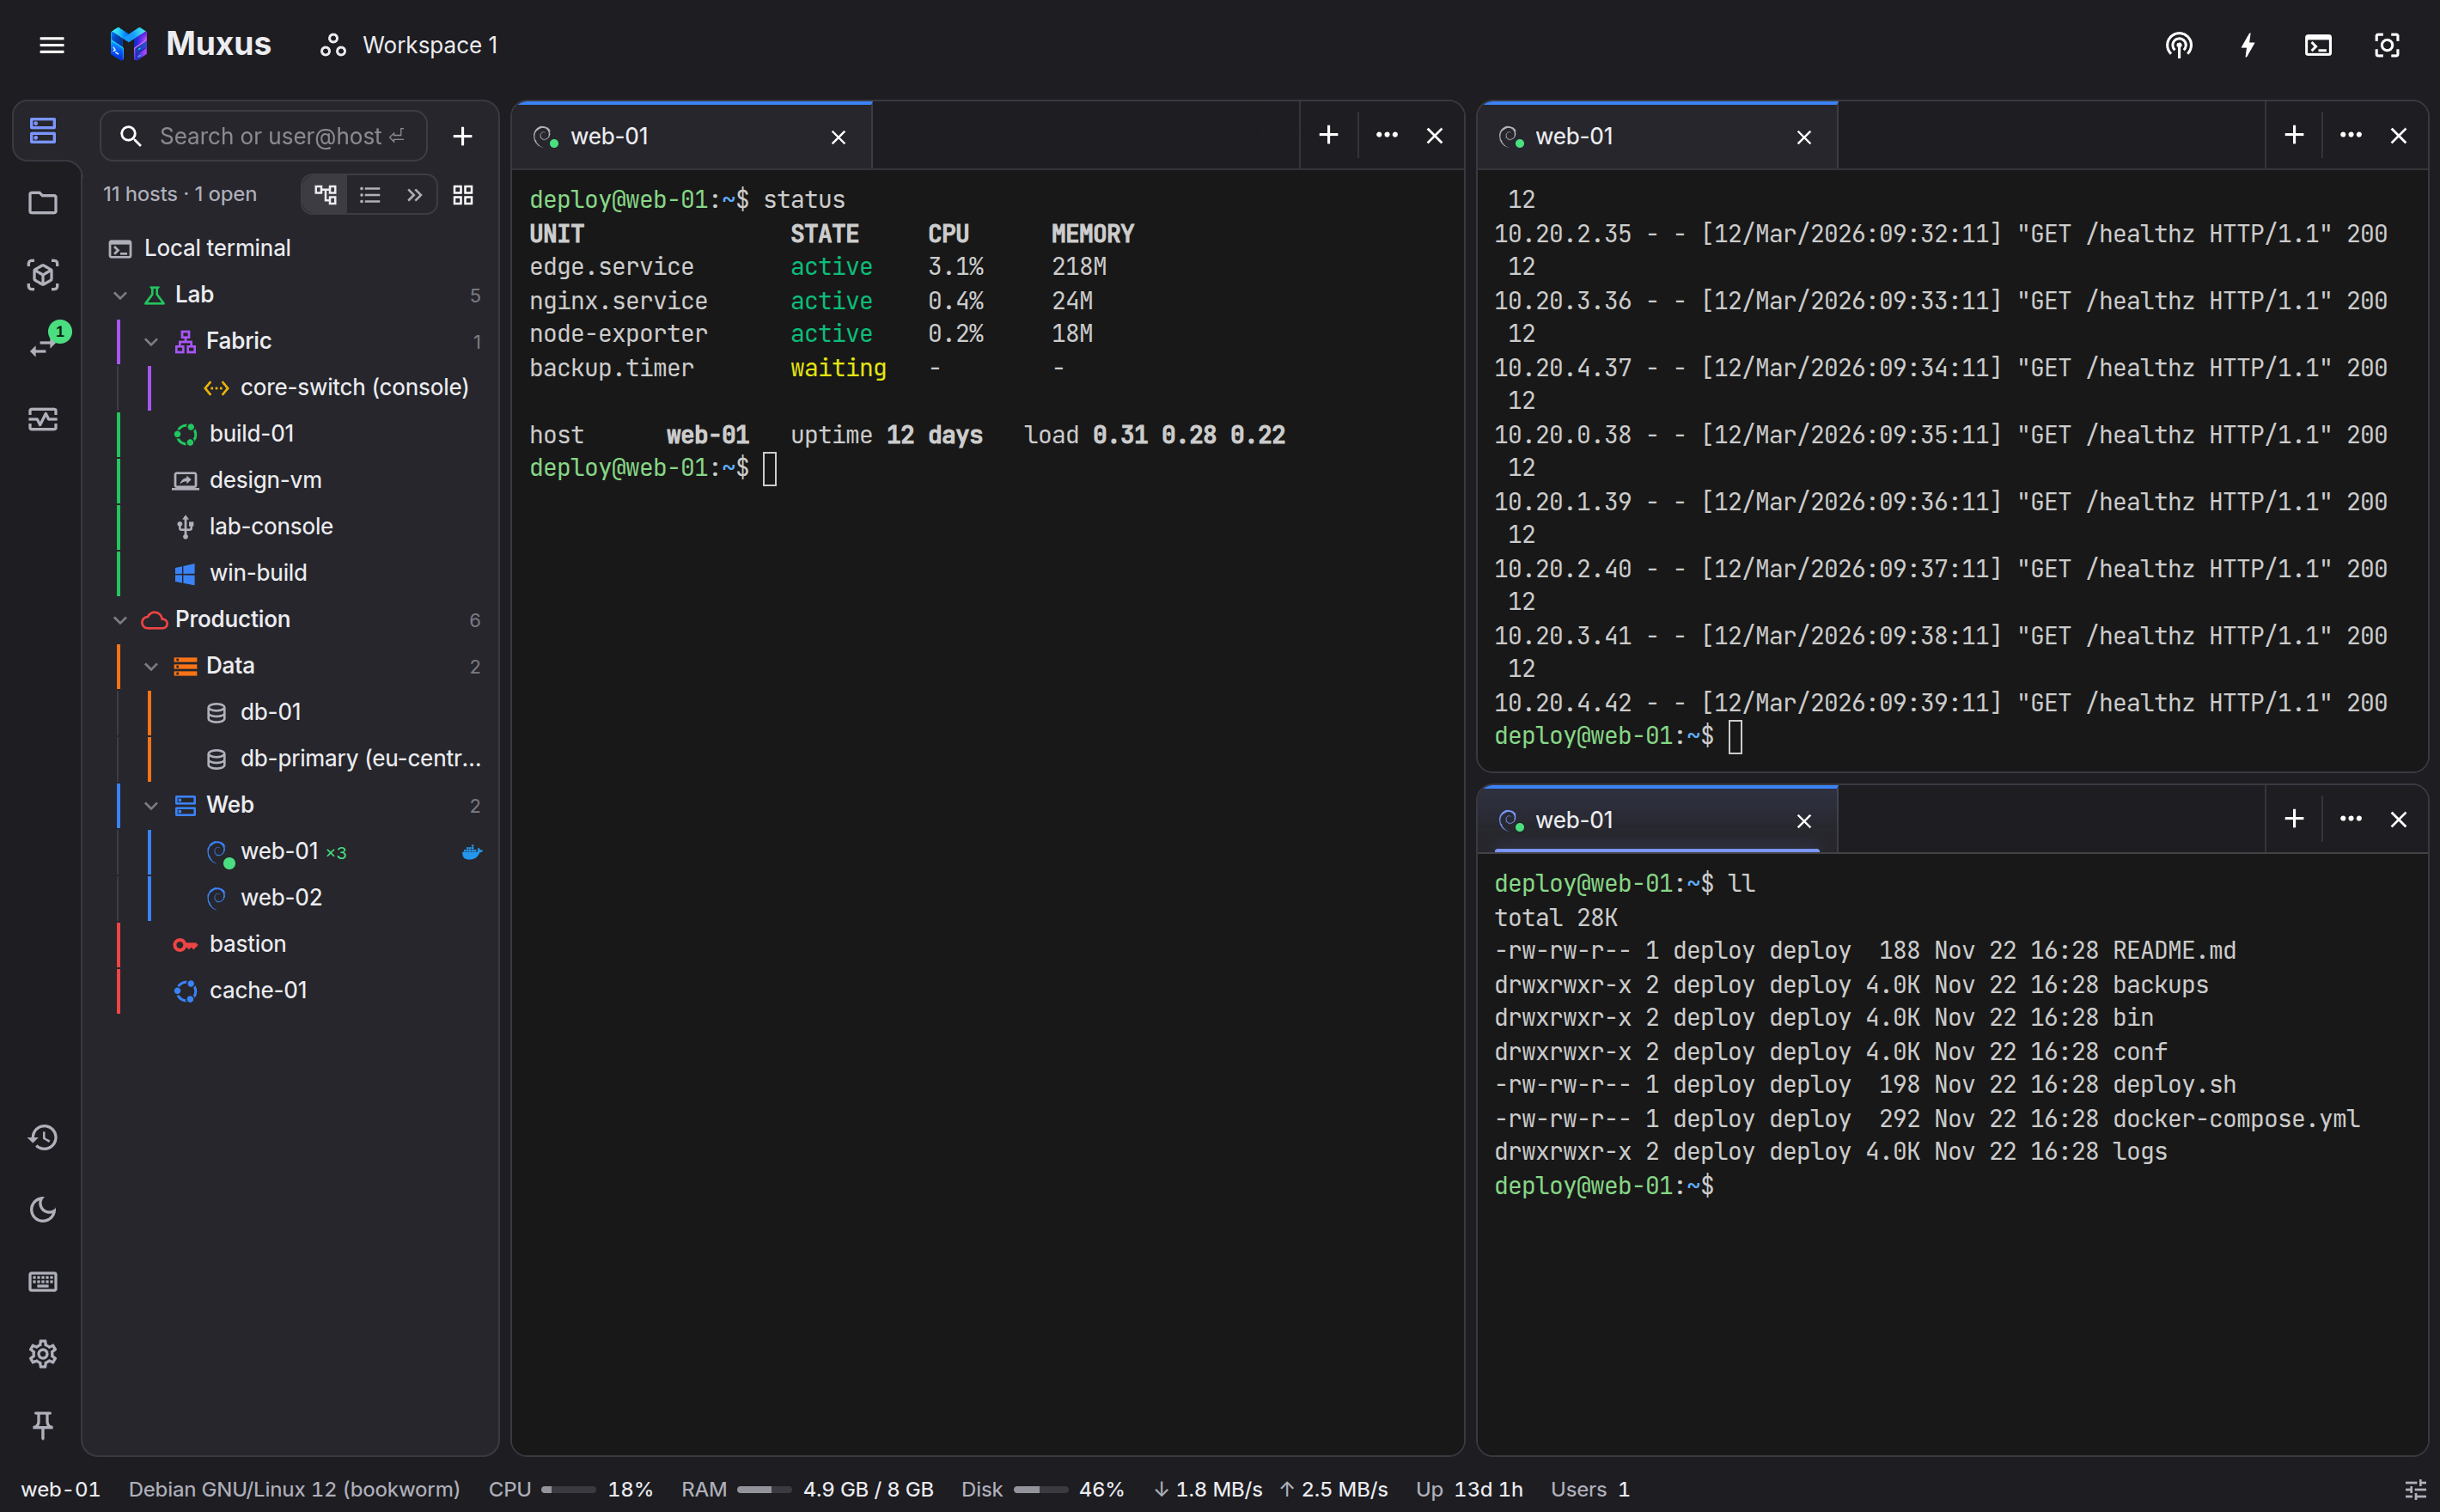 Muxus
Workspace 1
Search or user@host ⏎
11 hosts · 1 open
Local terminal
Lab 5
Fabric 1
core-switch (console)
1
build-01
design-vm
lab-console
win-build
Production 6
Data 2
db-01
db-primary (eu-centr...
Web 2
web-01 ×3
web-02
bastion
cache-01
web-01
deploy@web-01:~$ status
UNIT STATE CPU MEMORY
edge.service active 3.1% 218M
nginx.service active 0.4% 24M
node-exporter active 0.2% 18M
backup.timer waiting - -
host web-01 uptime 12 days load 0.31 0.28 0.22
deploy@web-01:~$
web-01
12
10.20.2.35 - - [12/Mar/2026:09:32:11] "GET /healthz HTTP/1.1" 200
12
10.20.3.36 - - [12/Mar/2026:09:33:11] "GET /healthz HTTP/1.1" 200
12
10.20.4.37 - - [12/Mar/2026:09:34:11] "GET /healthz HTTP/1.1" 200
12
10.20.0.38 - - [12/Mar/2026:09:35:11] "GET /healthz HTTP/1.1" 200
12
10.20.1.39 - - [12/Mar/2026:09:36:11] "GET /healthz HTTP/1.1" 200
12
10.20.2.40 - - [12/Mar/2026:09:37:11] "GET /healthz HTTP/1.1" 200
12
10.20.3.41 - - [12/Mar/2026:09:38:11] "GET /healthz HTTP/1.1" 200
12
10.20.4.42 - - [12/Mar/2026:09:39:11] "GET /healthz HTTP/1.1" 200
deploy@web-01:~$
web-01
deploy@web-01:~$ ll
total 28K
-rw-rw-r-- 1 deploy deploy 188 Nov 22 16:28 README.md
drwxrwxr-x 2 deploy deploy 4.0K Nov 22 16:28 backups
drwxrwxr-x 2 deploy deploy 4.0K Nov 22 16:28 bin
drwxrwxr-x 2 deploy deploy 4.0K Nov 22 16:28 conf
-rw-rw-r-- 1 deploy deploy 198 Nov 22 16:28 deploy.sh
-rw-rw-r-- 1 deploy deploy 292 Nov 22 16:28 docker-compose.yml
drwxrwxr-x 2 deploy deploy 4.0K Nov 22 16:28 logs
deploy@web-01:~$
web-01 Debian GNU/Linux 12 (bookworm) CPU 18% RAM 4.9 GB / 8 GB Disk 46% ↓ 1.8 MB/s ↑ 2.5 MB/s Up 13d 1h Users 1